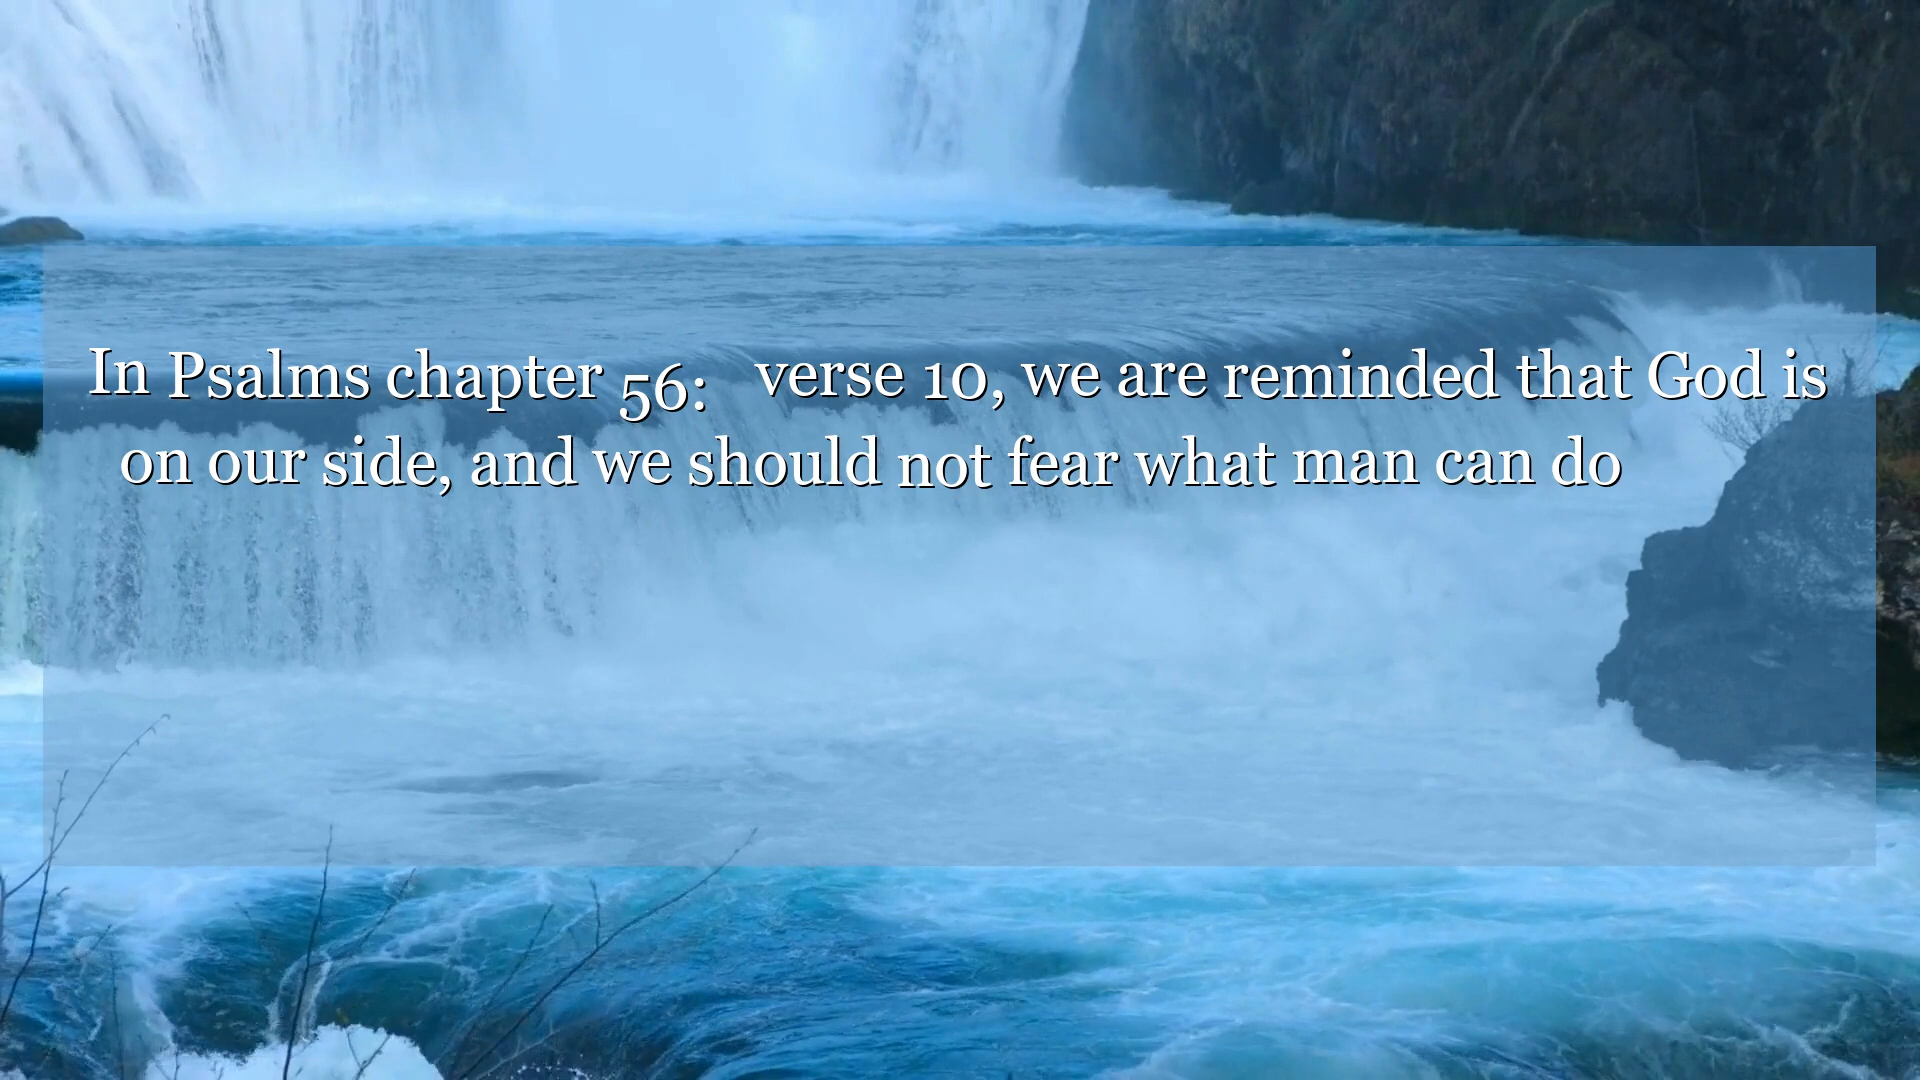 In Psalms chapter 56: verse 10, we are reminded that God is
on our side, and we should not fear what man can do